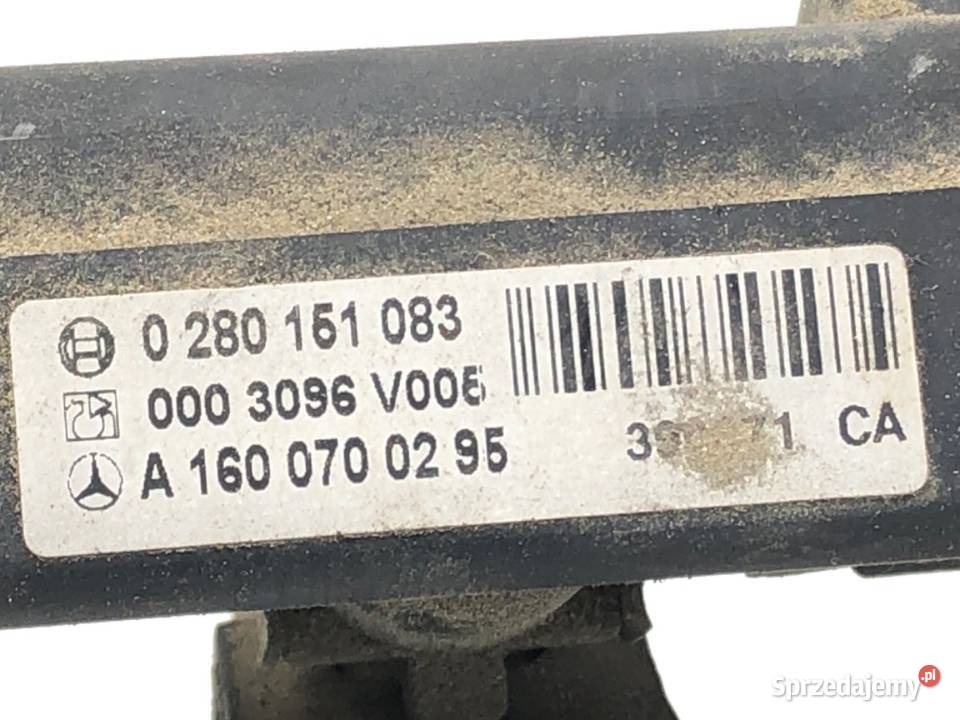 0 280 151 083
000 3096 V006
A 160 070 02 95
CA
Sprzedajemy.pl